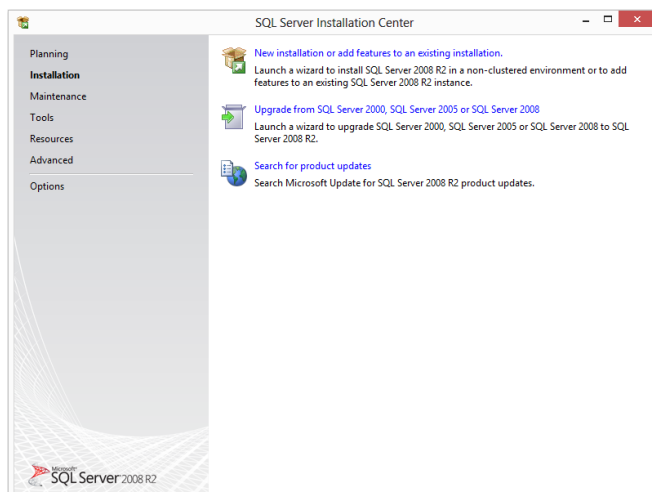 SQL Server Installation Center
Planning
Installation
Maintenance
Tools
Resources
Advanced
Options
New installation or add features to an existing installation.
Launch a wizard to install SQL Server 2008 R2 in a non-clustered environment or to add
features to an existing SQL Server 2008 R2 instance.
Upgrade from SQL Server 2000, SQL Server 2005 or SQL Server 2008
Launch a wizard to upgrade SQL Server 2000, SQL Server 2005 or SQL Server 2008 to SQL
Server 2008 R2.
Search for product updates
Search Microsoft Update for SQL Server 2008 R2 product updates.
Microsoft
SQL Server 2008 R2